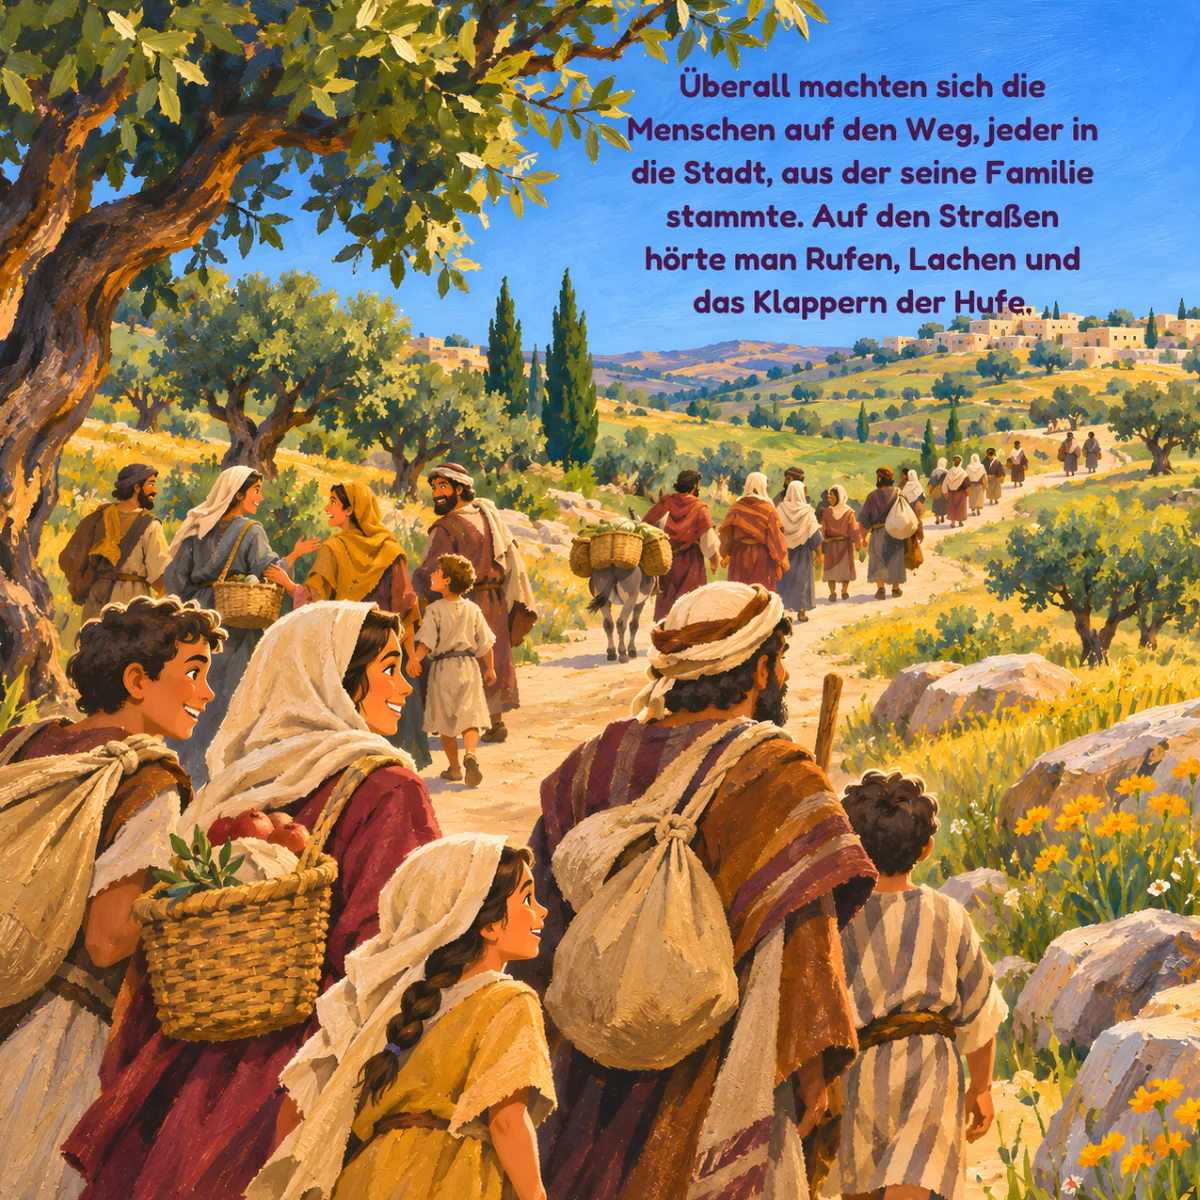 Überall machten sich die
Menschen auf den Weg, jeder in
die Stadt, aus der seine Familie
stammte. Auf den Straßen
hörte man Rufen, Lachen und
das Klappern der Hufe.